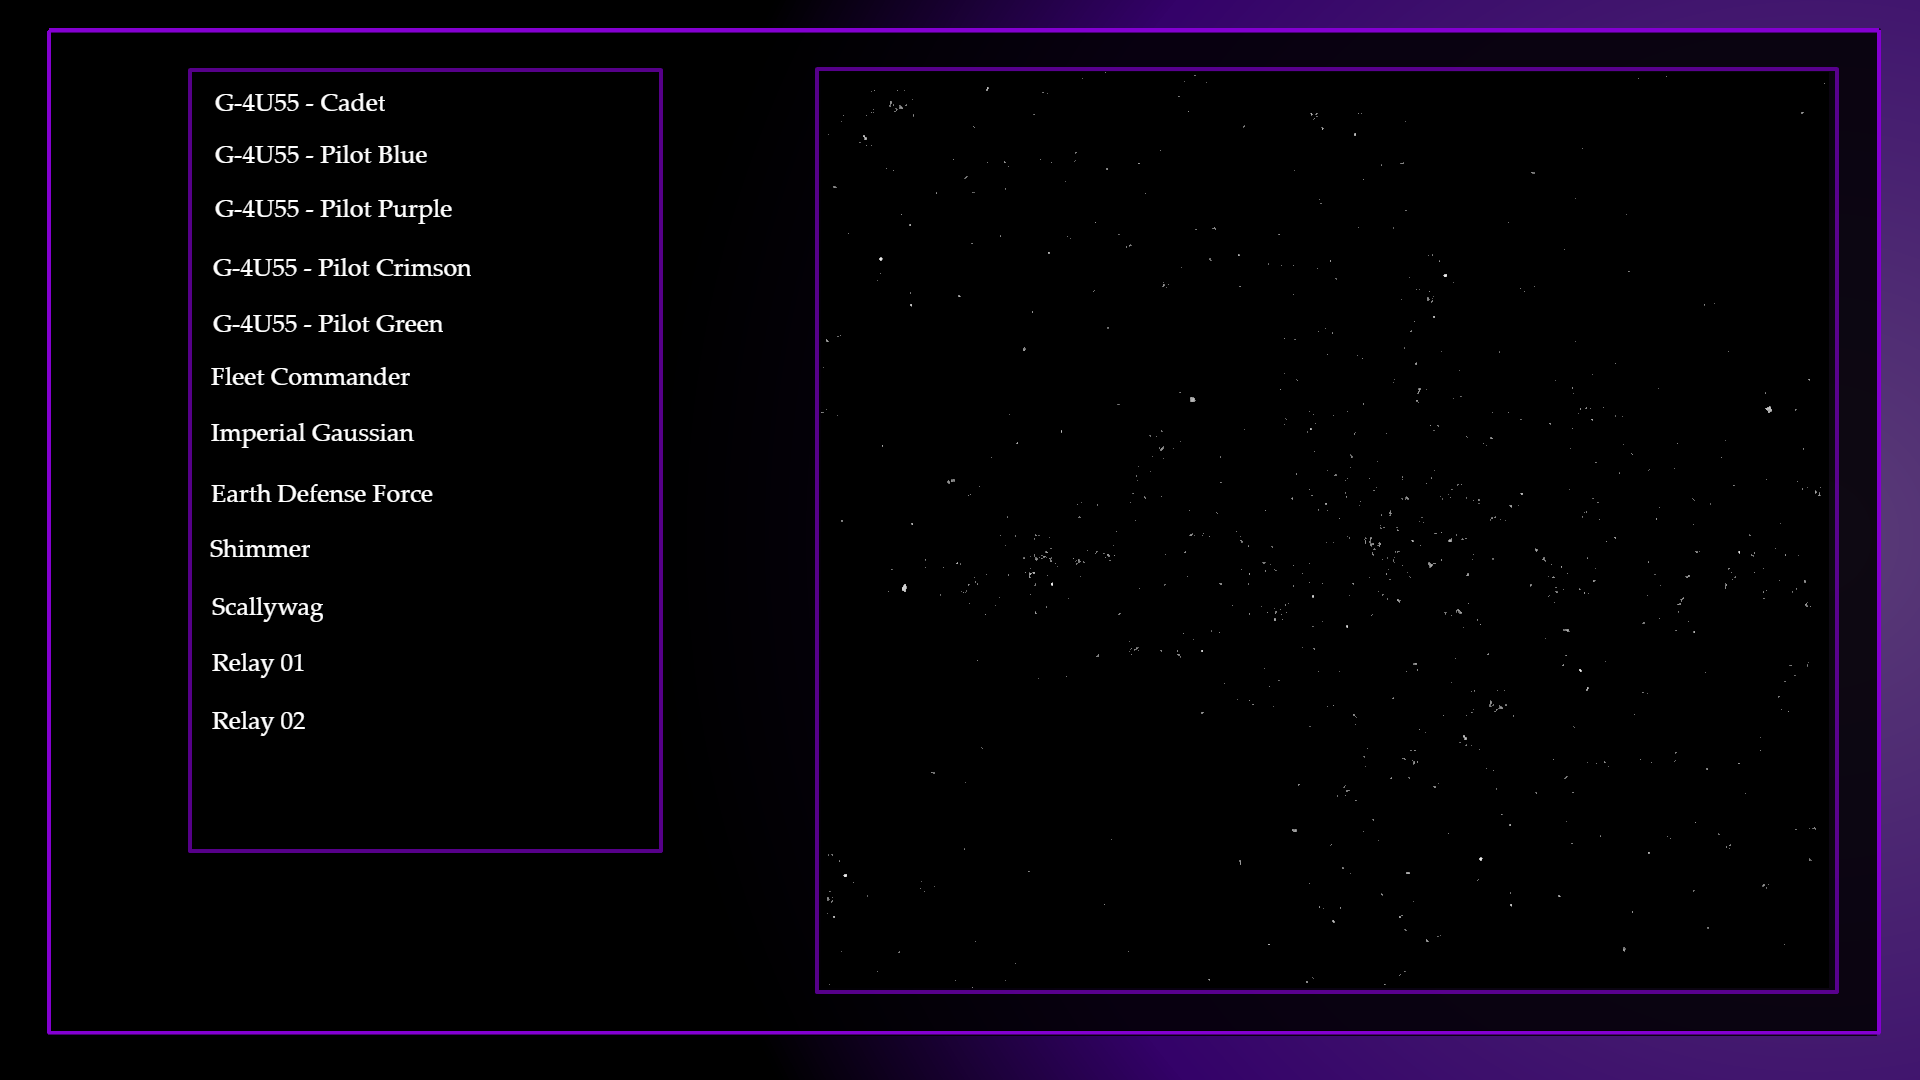 G-4U55 - Cadet
G-4U55 - Pilot Blue
G-4U55 - Pilot Purple
G-4U55 - Pilot Crimson
G-4U55 - Pilot Green
Fleet Commander
Imperial Gaussian
Earth Defense Force
Shimmer
Scallywag
Relay 01
Relay 02